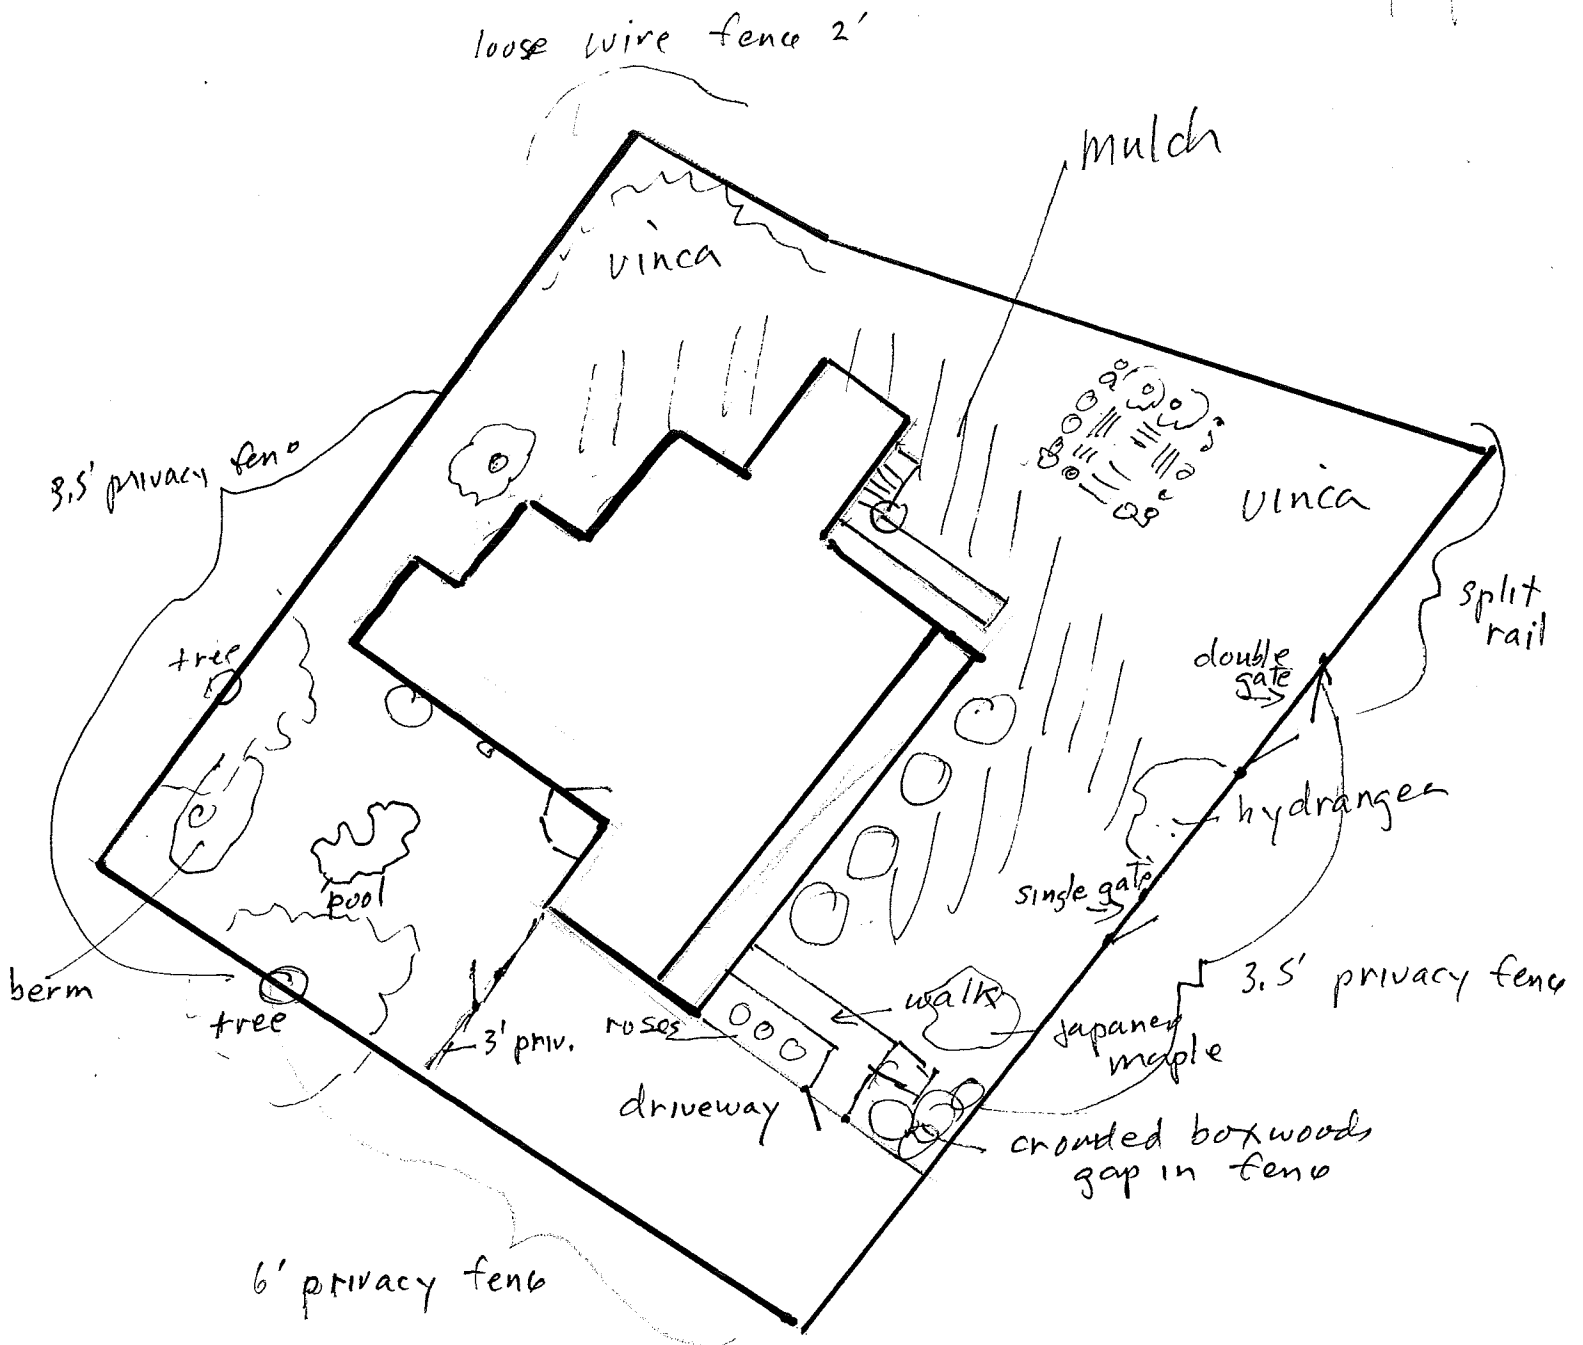 loose wire fence 2'
mulch
vinca
3.5' privacy fence
vinca
split
rail
tree
double
gate
hydrangea
single gate
pool
berm
tree
walk
3.5' privacy fence
3' priv.
roses
Japanese
maple
driveway
crowded boxwoods
gap in fence
6' privacy fence